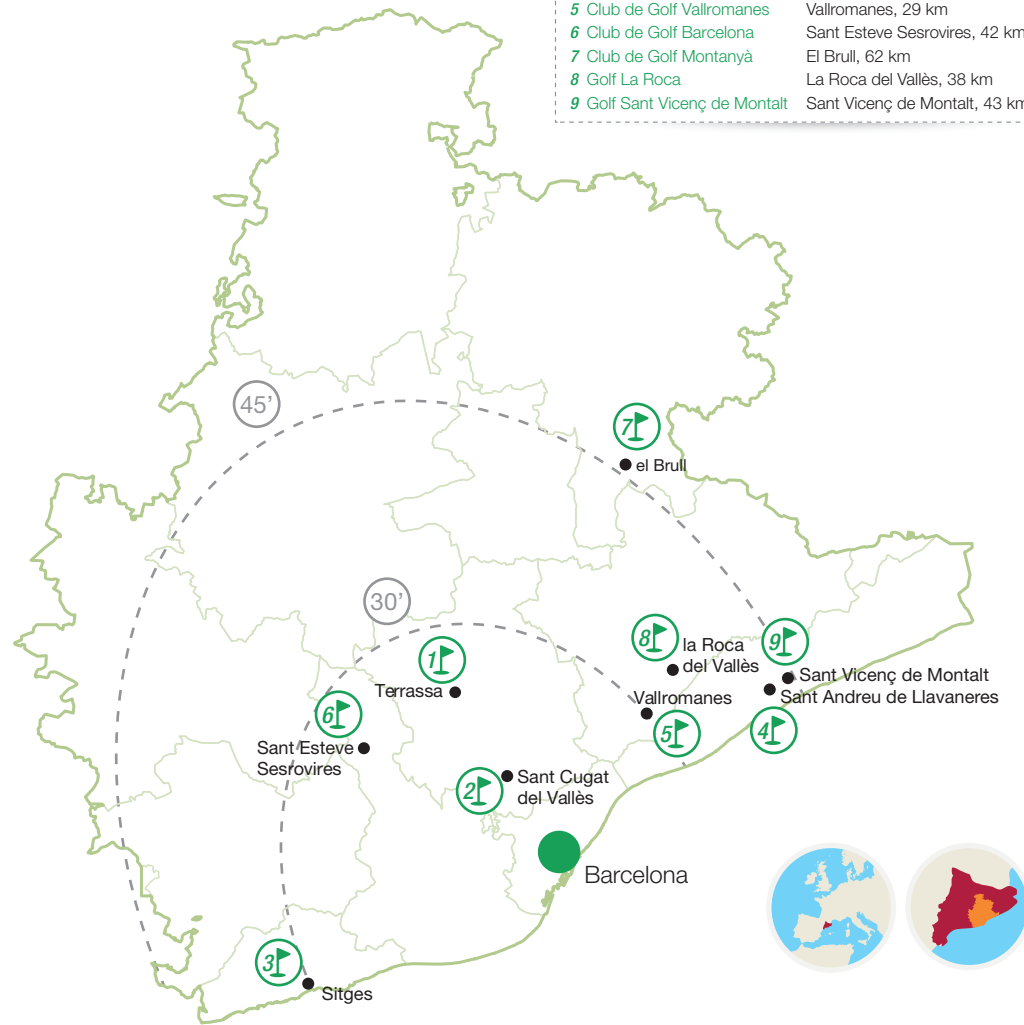 5 Club de Golf Vallromanes Vallromanes, 29 km
6 Club de Golf Barcelona Sant Esteve Sesrovires, 42 km
7 Club de Golf Montanyà El Brull, 62 km
8 Golf La Roca La Roca del Vallès, 38 km
9 Golf Sant Vicenç de Montalt Sant Vicenç de Montalt, 43 km
45'
7
el Brull
30'
8
la Roca
del Vallès
9
1
Terrassa
Sant Vicenç de Montalt
Sant Andreu de Llavaneres
Vallromanes
6
5
4
Sant Esteve
Sesrovires
2
Sant Cugat
del Vallès
Barcelona
3
Sitges